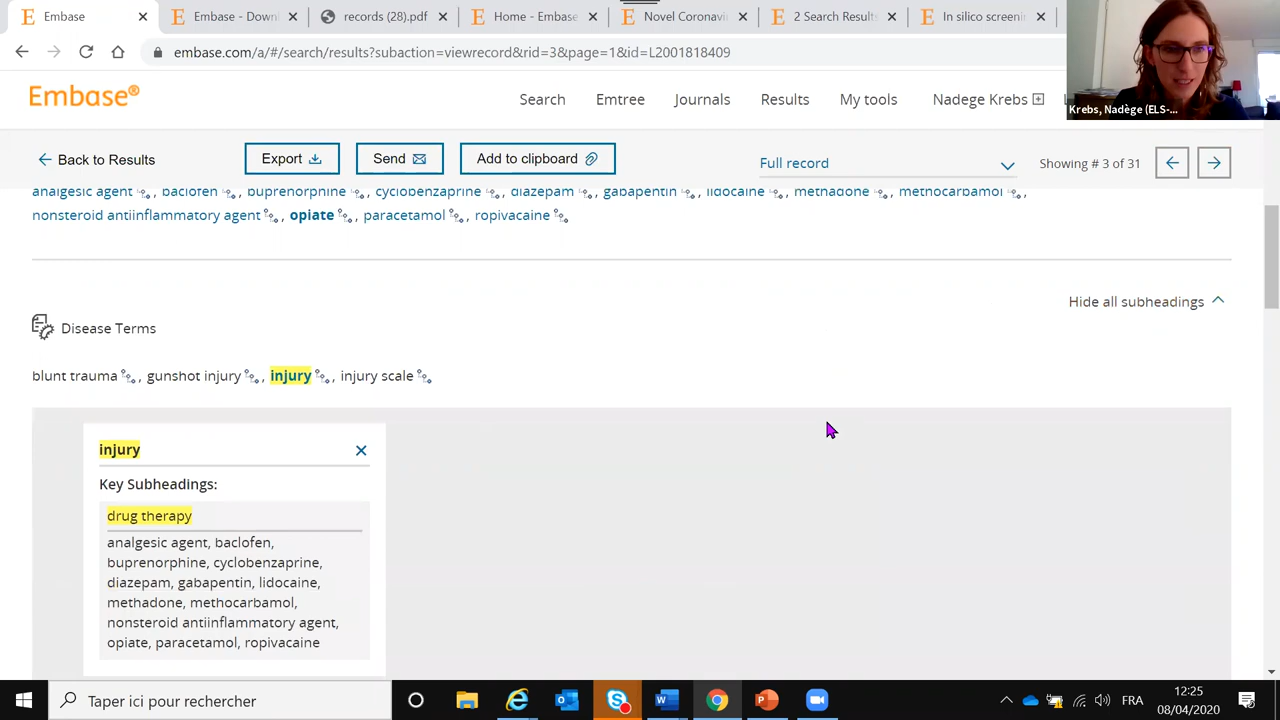 Embase
Embase - Downl
records (28).pdf
Home - Embase
Novel Coronavi
2 Search Results
In silico screenin
embase.com/a/#/search/results?subaction=viewrecord&rid=3&page=1&id=L2001818409
Krebs, Nadège (ELS-...
Embase®
Search
Emtree
Journals
Results
My tools
Nadege Krebs
Back to Results
Export
Send
Add to clipboard
Full record
Showing # 3 of 31
analgesic agent , baclofen , buprenorphine , cyclobenzaprine , diazepam , gabapentin , lidocaine , methadone , methocarbamol ,
nonsteroid antiinflammatory agent , opiate , paracetamol , ropivacaine
Hide all subheadings
Disease Terms
blunt trauma , gunshot injury , injury , injury scale
injury
Key Subheadings:
drug therapy
analgesic agent, baclofen,
buprenorphine, cyclobenzaprine,
diazepam, gabapentin, lidocaine,
methadone, methocarbamol,
nonsteroid antiinflammatory agent,
opiate, paracetamol, ropivacaine
Taper ici pour rechercher
FRA
12:25
08/04/2020